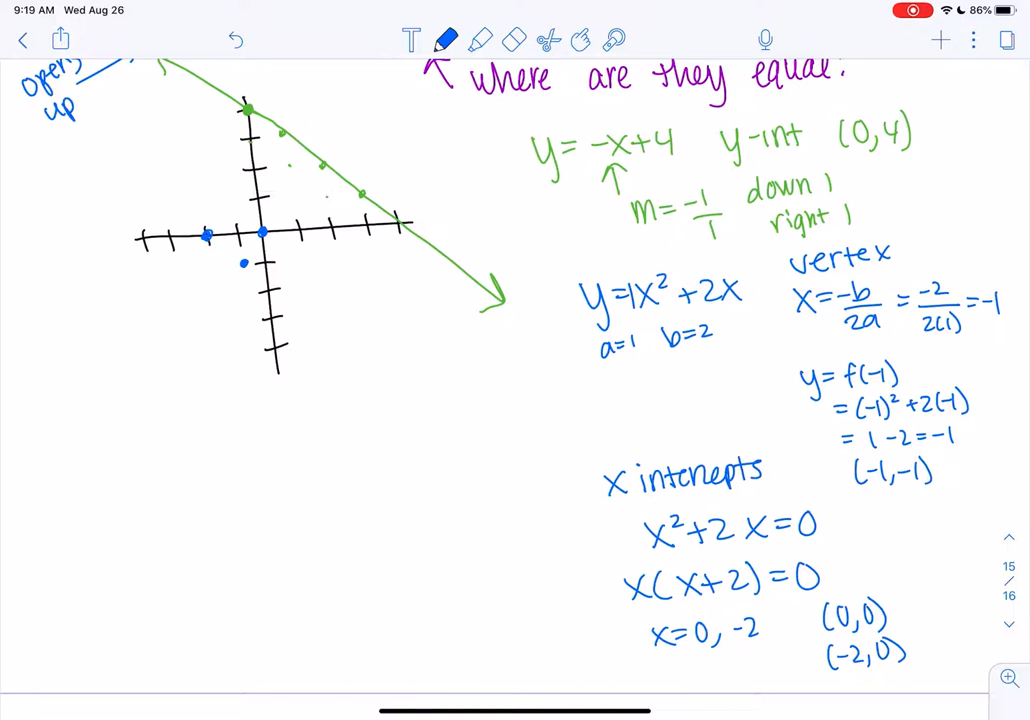 9:19 AM Wed Aug 26
86%
opens
up
where are they equal?
y = -x+4 y-int (0,4)
m = -1/1 down 1
right 1
vertex
y=1x² +2x
a=1 b=2
x = -b/2a = -2/2(1) = -1
y= f(-1)
= (-1)² +2(-1)
= 1 -2 = -1
(-1,-1)
x intercepts
x²+2x=0
x(x+2)=0
x=0, -2
(0,0)
(-2,0)
15
/
16